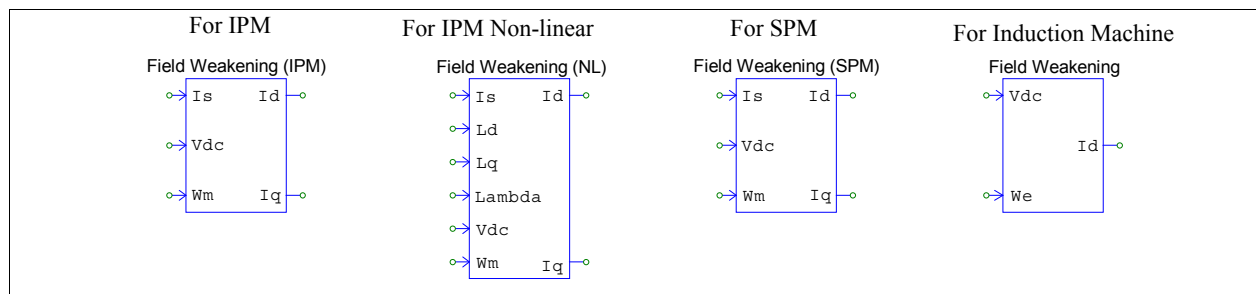 For IPM
For IPM Non-linear
For SPM
For Induction Machine
Field Weakening (IPM)
Is
Id
Vdc
Wm
Iq
Field Weakening (NL)
Is
Id
Ld
Lq
Lambda
Vdc
Wm
Iq
Field Weakening (SPM)
Is
Id
Vdc
Wm
Iq
Field Weakening
Vdc
Id
We